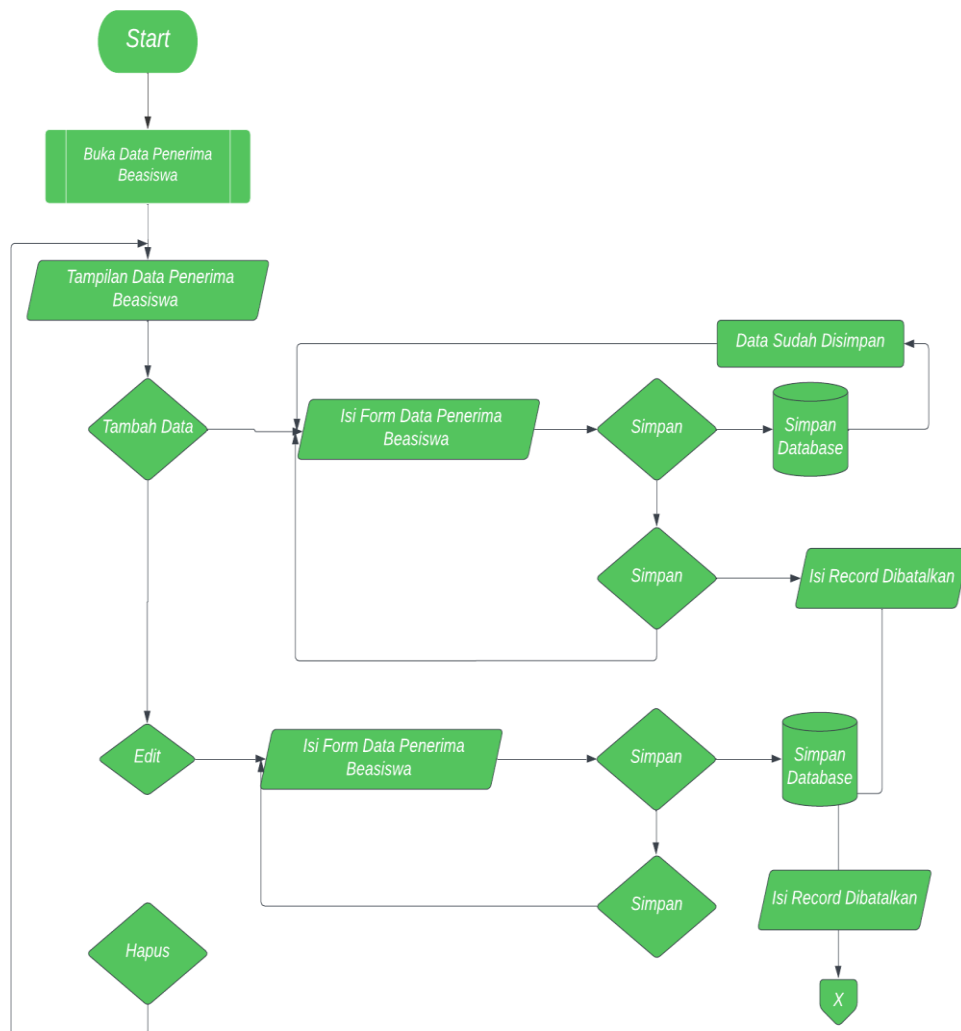 Start
Buka Data Penerima
Beasiswa
Tampilan Data Penerima
Beasiswa
Data Sudah Disimpan
Tambah Data
Isi Form Data Penerima
Beasiswa
Simpan
Simpan
Database
Simpan
Isi Record Dibatalkan
Edit
Isi Form Data Penerima
Beasiswa
Simpan
Simpan
Database
Simpan
Isi Record Dibatalkan
Hapus
X